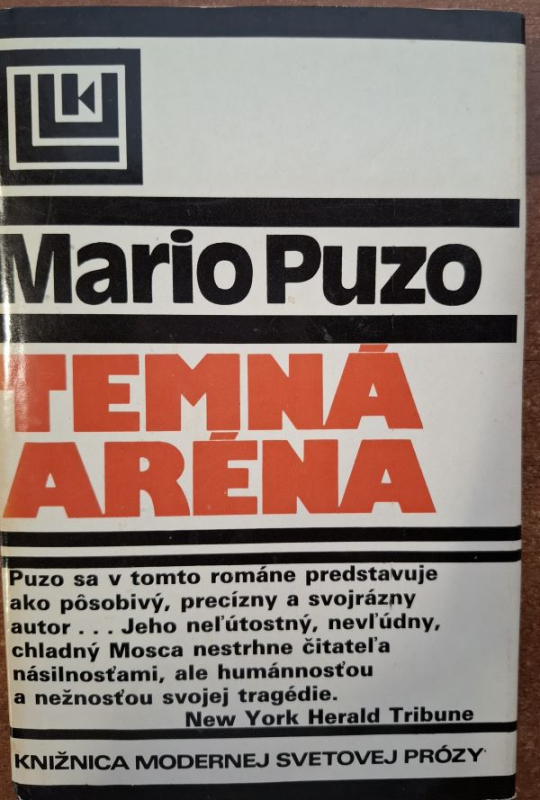 Mario Puzo
TEMNÁ
ARÉNA
Puzo sa v tomto románe predstavuje
ako pôsobivý, precízny a svojrázny
autor . . . Jeho neľútostný, nevľúdny,
chladný Mosca nestrhne čitateľa
násilnosťami, ale humánnosťou
a nežnosťou svojej tragédie.
New York Herald Tribune
KNIŽNICA MODERNEJ SVETOVEJ PRÓZY